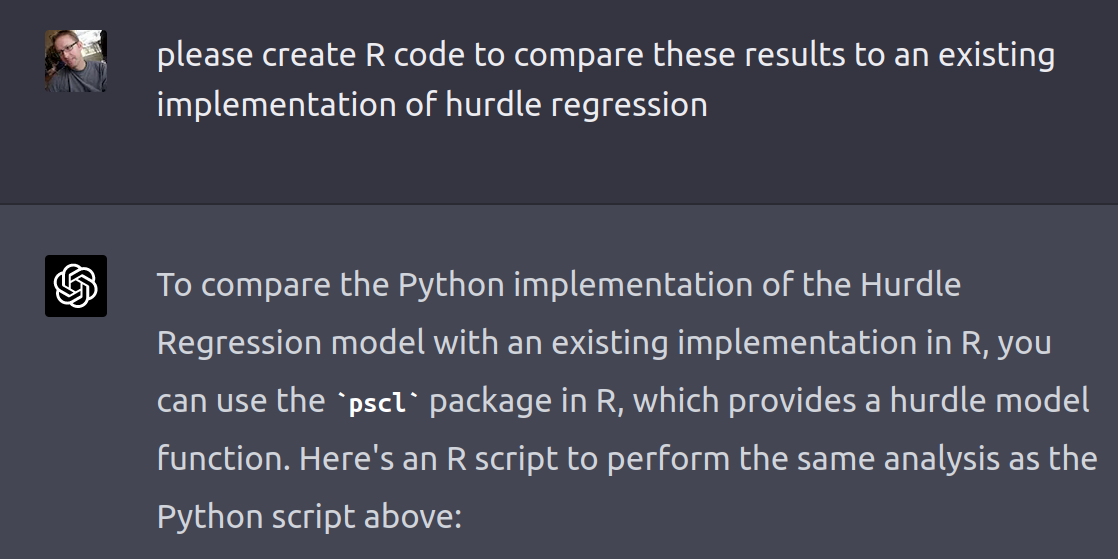 please create R code to compare these results to an existing
implementation of hurdle regression
To compare the Python implementation of the Hurdle
Regression model with an existing implementation in R, you
can use the `pscl` package in R, which provides a hurdle model
function. Here's an R script to perform the same analysis as the
Python script above: